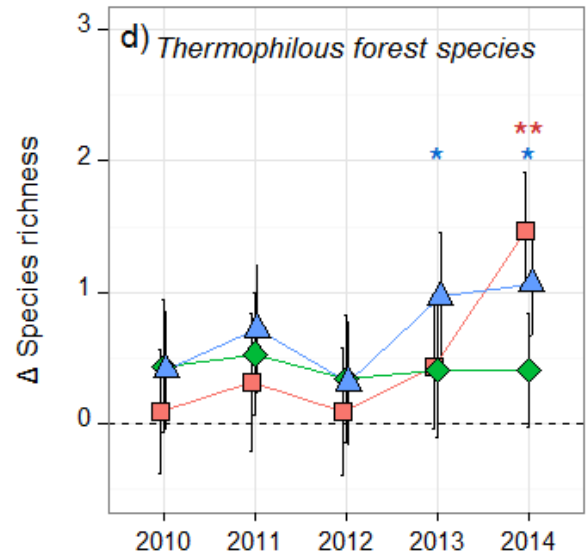 d) Thermophilous forest species
3
2
1
0
Δ Species richness
**
* *
2010 2011 2012 2013 2014